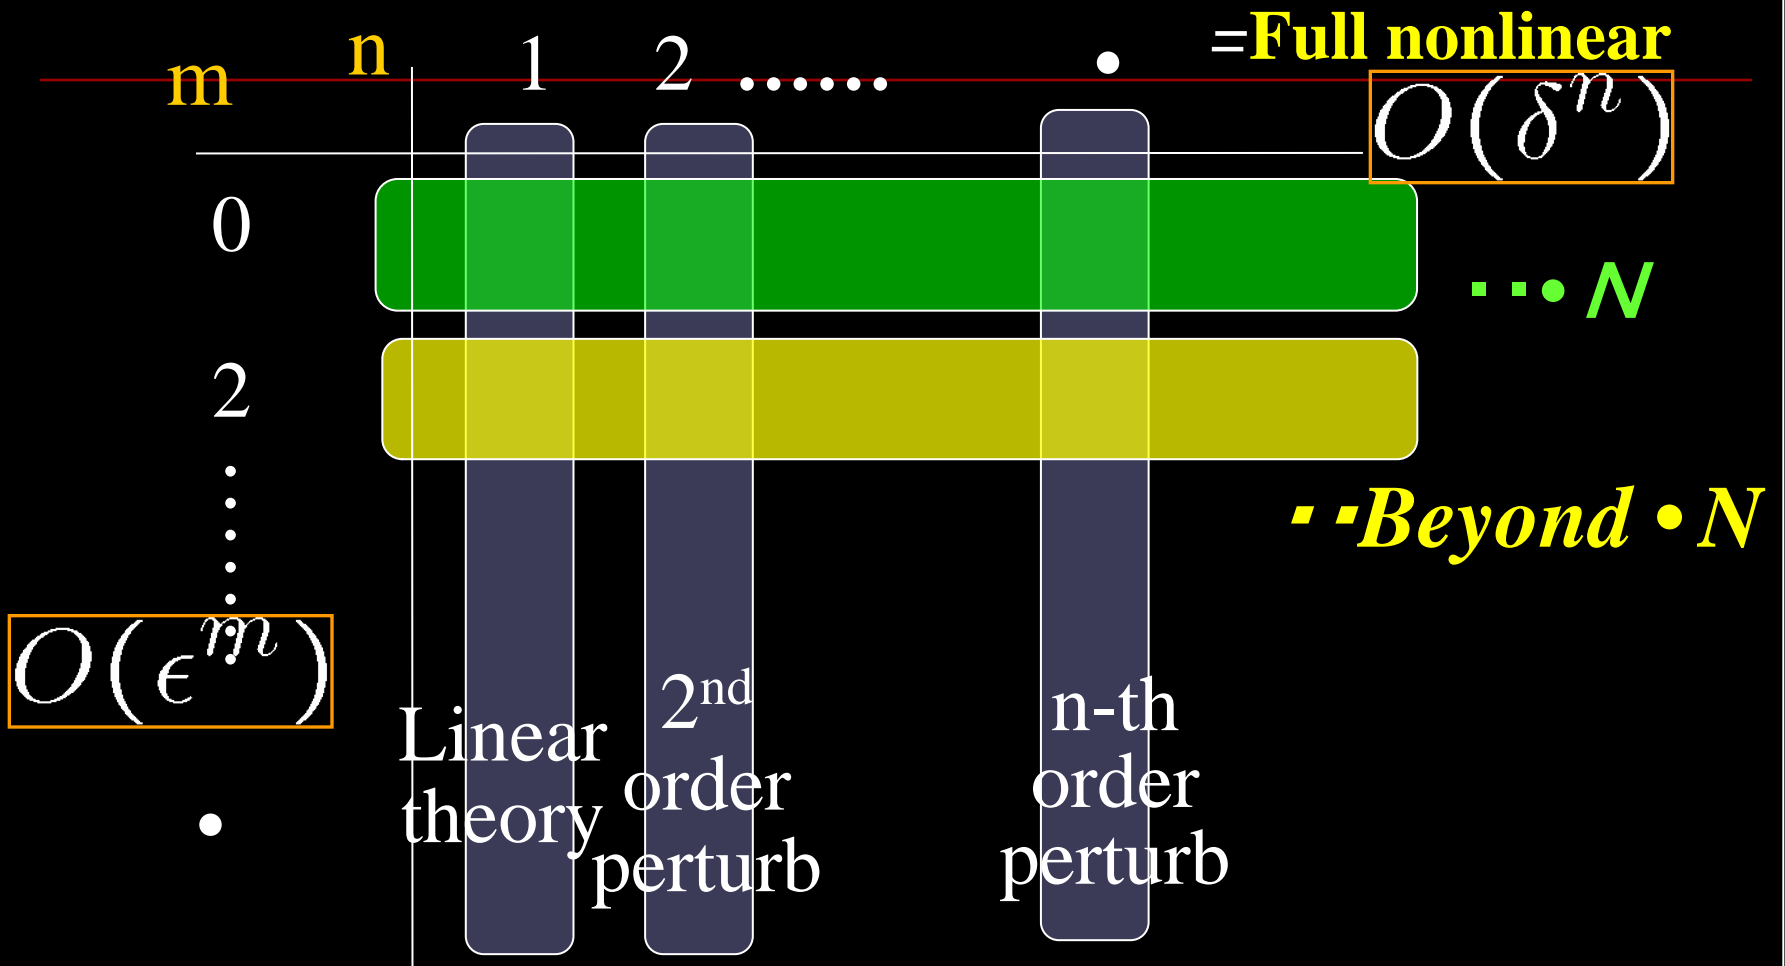 m n 1 2 ...... • =Full nonlinear
O(δ^n)
0
▪ ▪• N
2
▪ ▪Beyond • N
O(ϵ^m)
Linear
theory
2nd
order
perturb
n-th
order
perturb
•